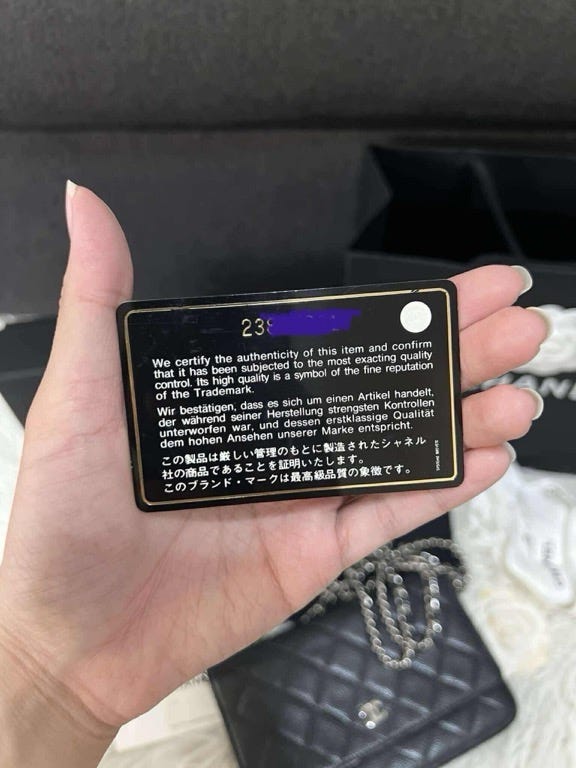 23
We certify the authenticity of this item and confirm
that it has been subjected to the most exacting quality
control. Its high quality is a symbol of the fine reputation
of the Trademark.
Wir bestätigen, dass es sich um einen Artikel handelt,
der während seiner Herstellung strengsten Kontrollen
unterworfen war, und dessen erstklassige Qualität
dem hohen Ansehen unserer Marke entspricht.
この製品は厳しい管理のもとに製造されたシャネル
社の商品であることを証明いたします。
このブランド・マークは最高級品質の象徴です。